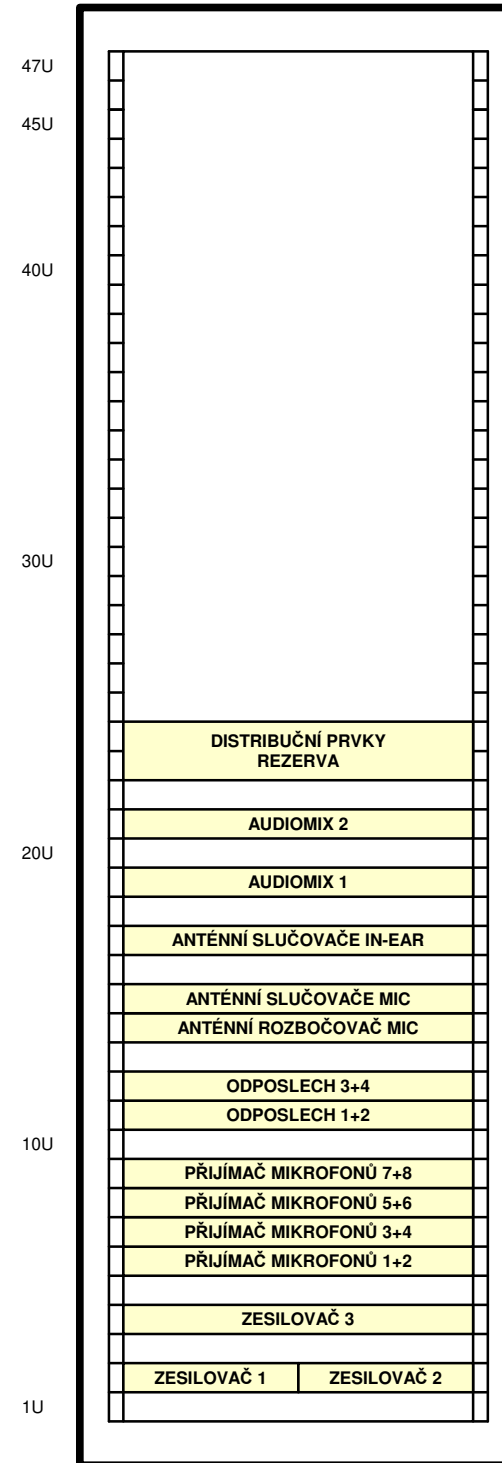 47U
45U
40U
30U
DISTRIBUČNÍ PRVKY
REZERVA
AUDIOMIX 2
20U
AUDIOMIX 1
ANTÉNNÍ SLUČOVAČE IN-EAR
ANTÉNNÍ SLUČOVAČE MIC
ANTÉNNÍ ROZBOČOVAČ MIC
ODPOSLECH 3+4
ODPOSLECH 1+2
10U
PŘIJÍMAČ MIKROFONŮ 7+8
PŘIJÍMAČ MIKROFONŮ 5+6
PŘIJÍMAČ MIKROFONŮ 3+4
PŘIJÍMAČ MIKROFONŮ 1+2
ZESILOVAČ 3
ZESILOVAČ 1 ZESILOVAČ 2
1U